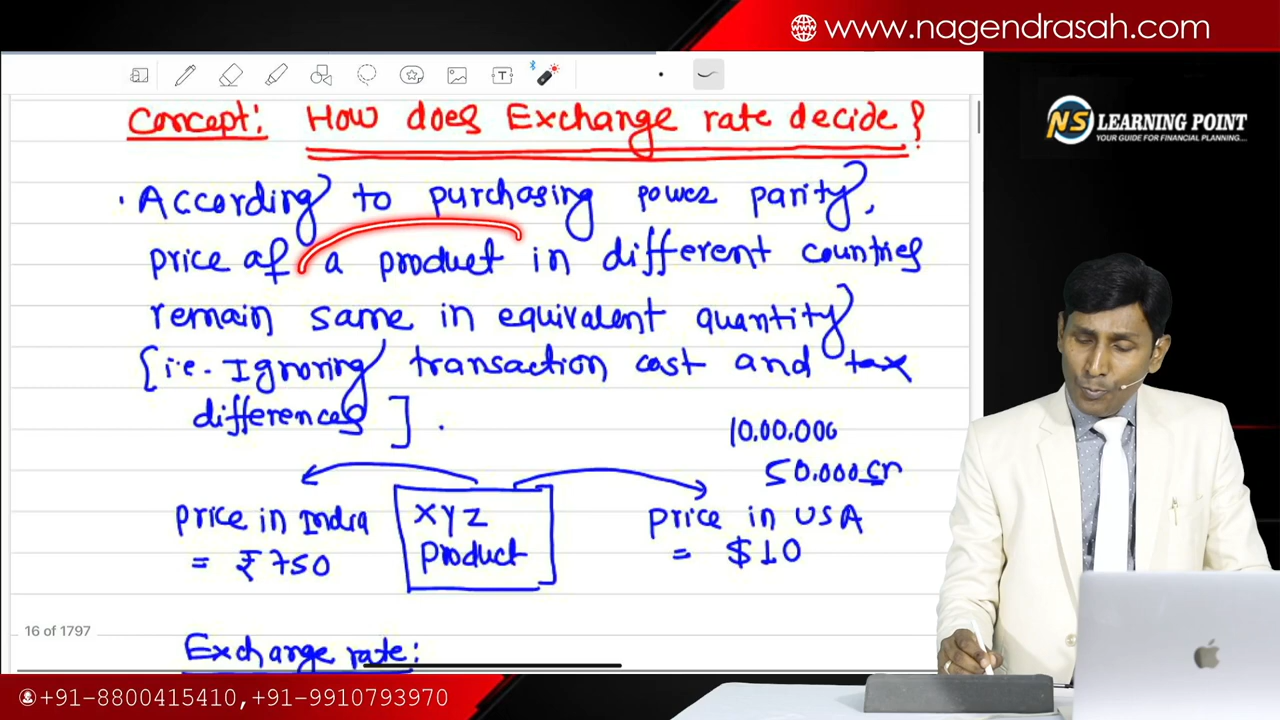 www.nagendrasah.com
NS LEARNING POINT
YOUR GUIDE FOR FINANCIAL PLANNING...
Concept: How does Exchange rate decide?
· According to purchasing power parity,
price of a product in different countries
remain same in equivalent quantity
[i.e. Ignoring transaction cost and tax
differences].
10,00,000
50,000 cr
price in India
= ₹750
XYZ
product
price in USA
= $10
16 of 1797
Exchange rate:
+91-8800415410,+91-9910793970